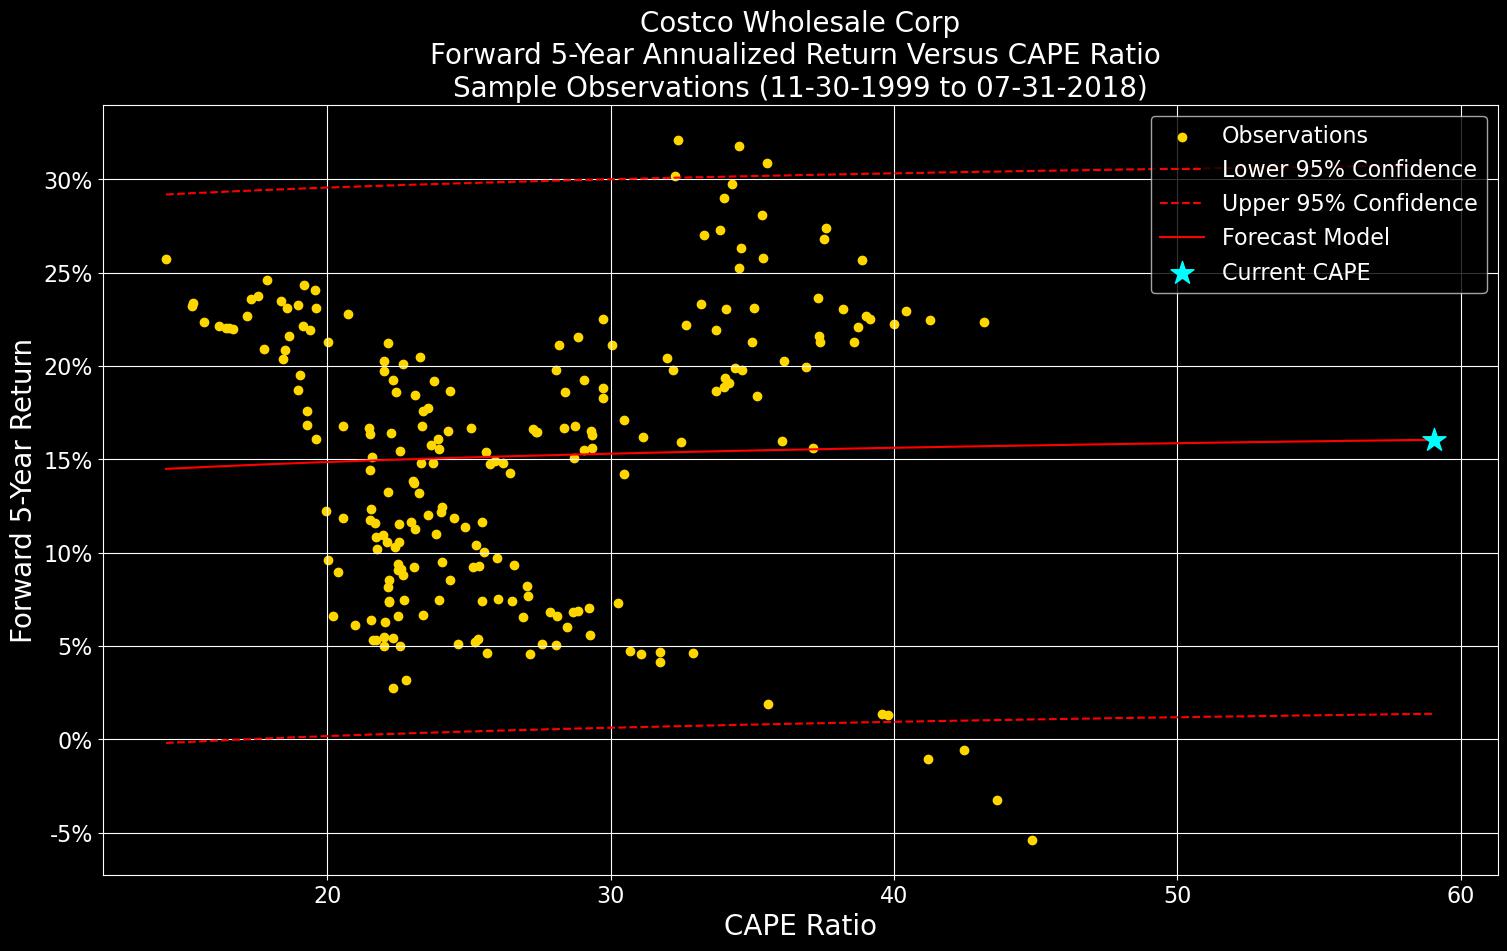 Costco Wholesale Corp
Forward 5-Year Annualized Return Versus CAPE Ratio
Sample Observations (11-30-1999 to 07-31-2018)
Observations
Lower 95% Confidence
Upper 95% Confidence
Forecast Model
Current CAPE
Forward 5-Year Return
30%
25%
20%
15%
10%
5%
0%
-5%
20 30 40 50 60
CAPE Ratio